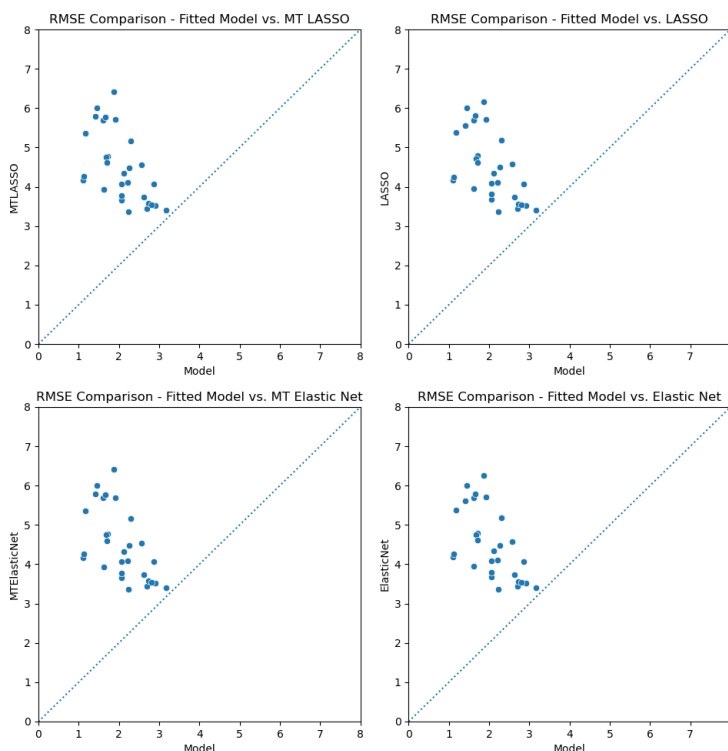 RMSE Comparison - Fitted Model vs. MT LASSO
8
7
6
5
4
3
2
1
0
MTLASSO
0 1 2 3 4 5 6 7 8
Model
RMSE Comparison - Fitted Model vs. LASSO
8
7
6
5
4
3
2
1
0
LASSO
0 1 2 3 4 5 6 7
Model
RMSE Comparison - Fitted Model vs. MT Elastic Net
8
7
6
5
4
3
2
1
0
MTElasticNet
0 1 2 3 4 5 6 7 8
Model
RMSE Comparison - Fitted Model vs. Elastic Net
8
7
6
5
4
3
2
1
0
ElasticNet
0 1 2 3 4 5 6 7
Model